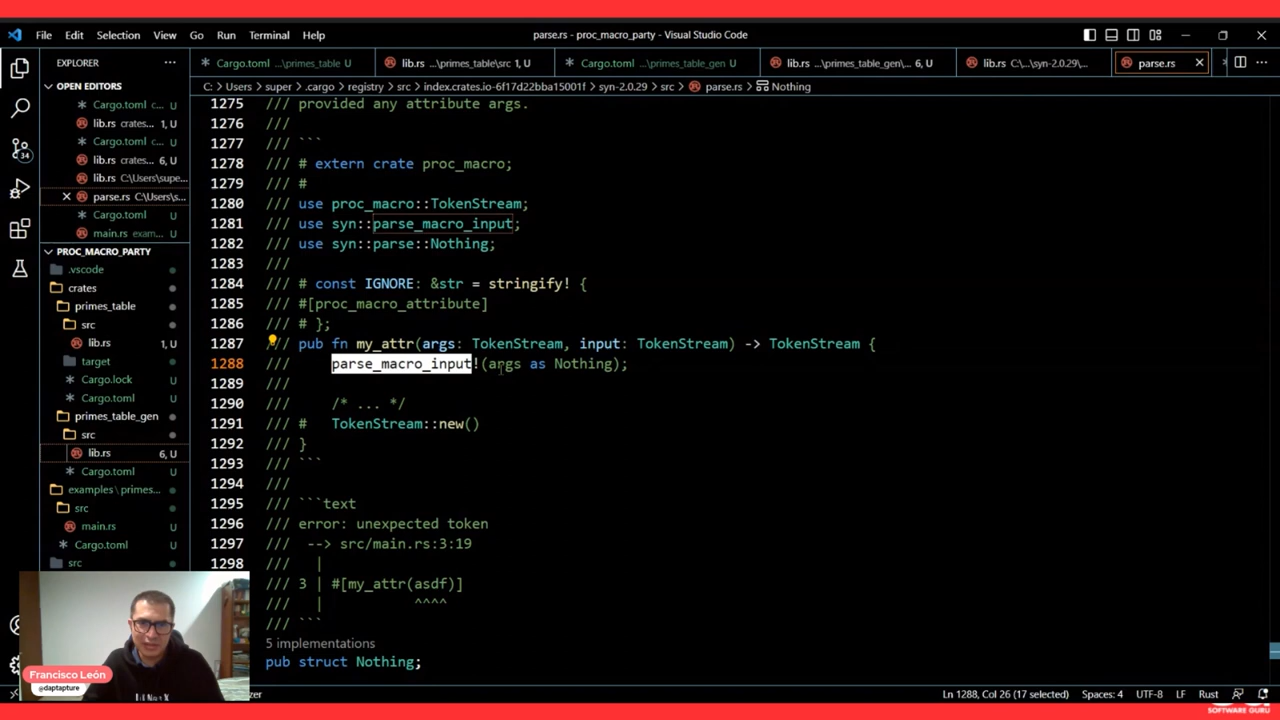 File Edit Selection View Go Run Terminal Help
parse.rs - proc_macro_party - Visual Studio Code
EXPLORER
OPEN EDITORS
Cargo.toml c... U
lib.rs crates... 1, U
Cargo.toml c... U
lib.rs crates... 6, U
lib.rs C:\Users\supe...
parse.rs C:\Users\s...
Cargo.toml U
main.rs exam... U
PROC_MACRO_PARTY
.vscode
crates
primes_table
src
lib.rs 1, U
target
Cargo.lock U
Cargo.toml U
primes_table_gen
src
lib.rs 6, U
Cargo.toml U
examples \ primes...
src
main.rs U
Cargo.toml U
src
34
Cargo.toml ...\primes_table U
lib.rs ...\primes_table\src 1, U
Cargo.toml ...\primes_table_gen U
lib.rs ...\primes_table_gen\... 6, U
lib.rs C:\...\syn-2.0.29\...
parse.rs
C: > Users > super > .cargo > registry > src > index.crates.io-6f17d22bba15001f > syn-2.0.29 > src > parse.rs > Nothing
1275 /// provided any attribute args.
1276 ///
1277 /// ```
1278 /// # extern crate proc_macro;
1279 /// #
1280 /// use proc_macro::TokenStream;
1281 /// use syn::parse_macro_input;
1282 /// use syn::parse::Nothing;
1283 ///
1284 /// # const IGNORE: &str = stringify! {
1285 /// #[proc_macro_attribute]
1286 /// # };
1287 /// pub fn my_attr(args: TokenStream, input: TokenStream) -> TokenStream {
1288 /// parse_macro_input!(args as Nothing);
1289 ///
1290 /// /* ... */
1291 /// # TokenStream::new()
1292 /// }
1293 /// ```
1294 ///
1295 /// ```text
1296 /// error: unexpected token
1297 /// --> src/main.rs:3:19
1298 /// |
/// 3 | #[my_attr(asdf)]
/// | ^^^^
/// ```
5 implementations
pub struct Nothing;
Francisco León
@daptapture
Ln 1288, Col 26 (17 selected) Spaces: 4 UTF-8 LF Rust
SOFTWARE GURU